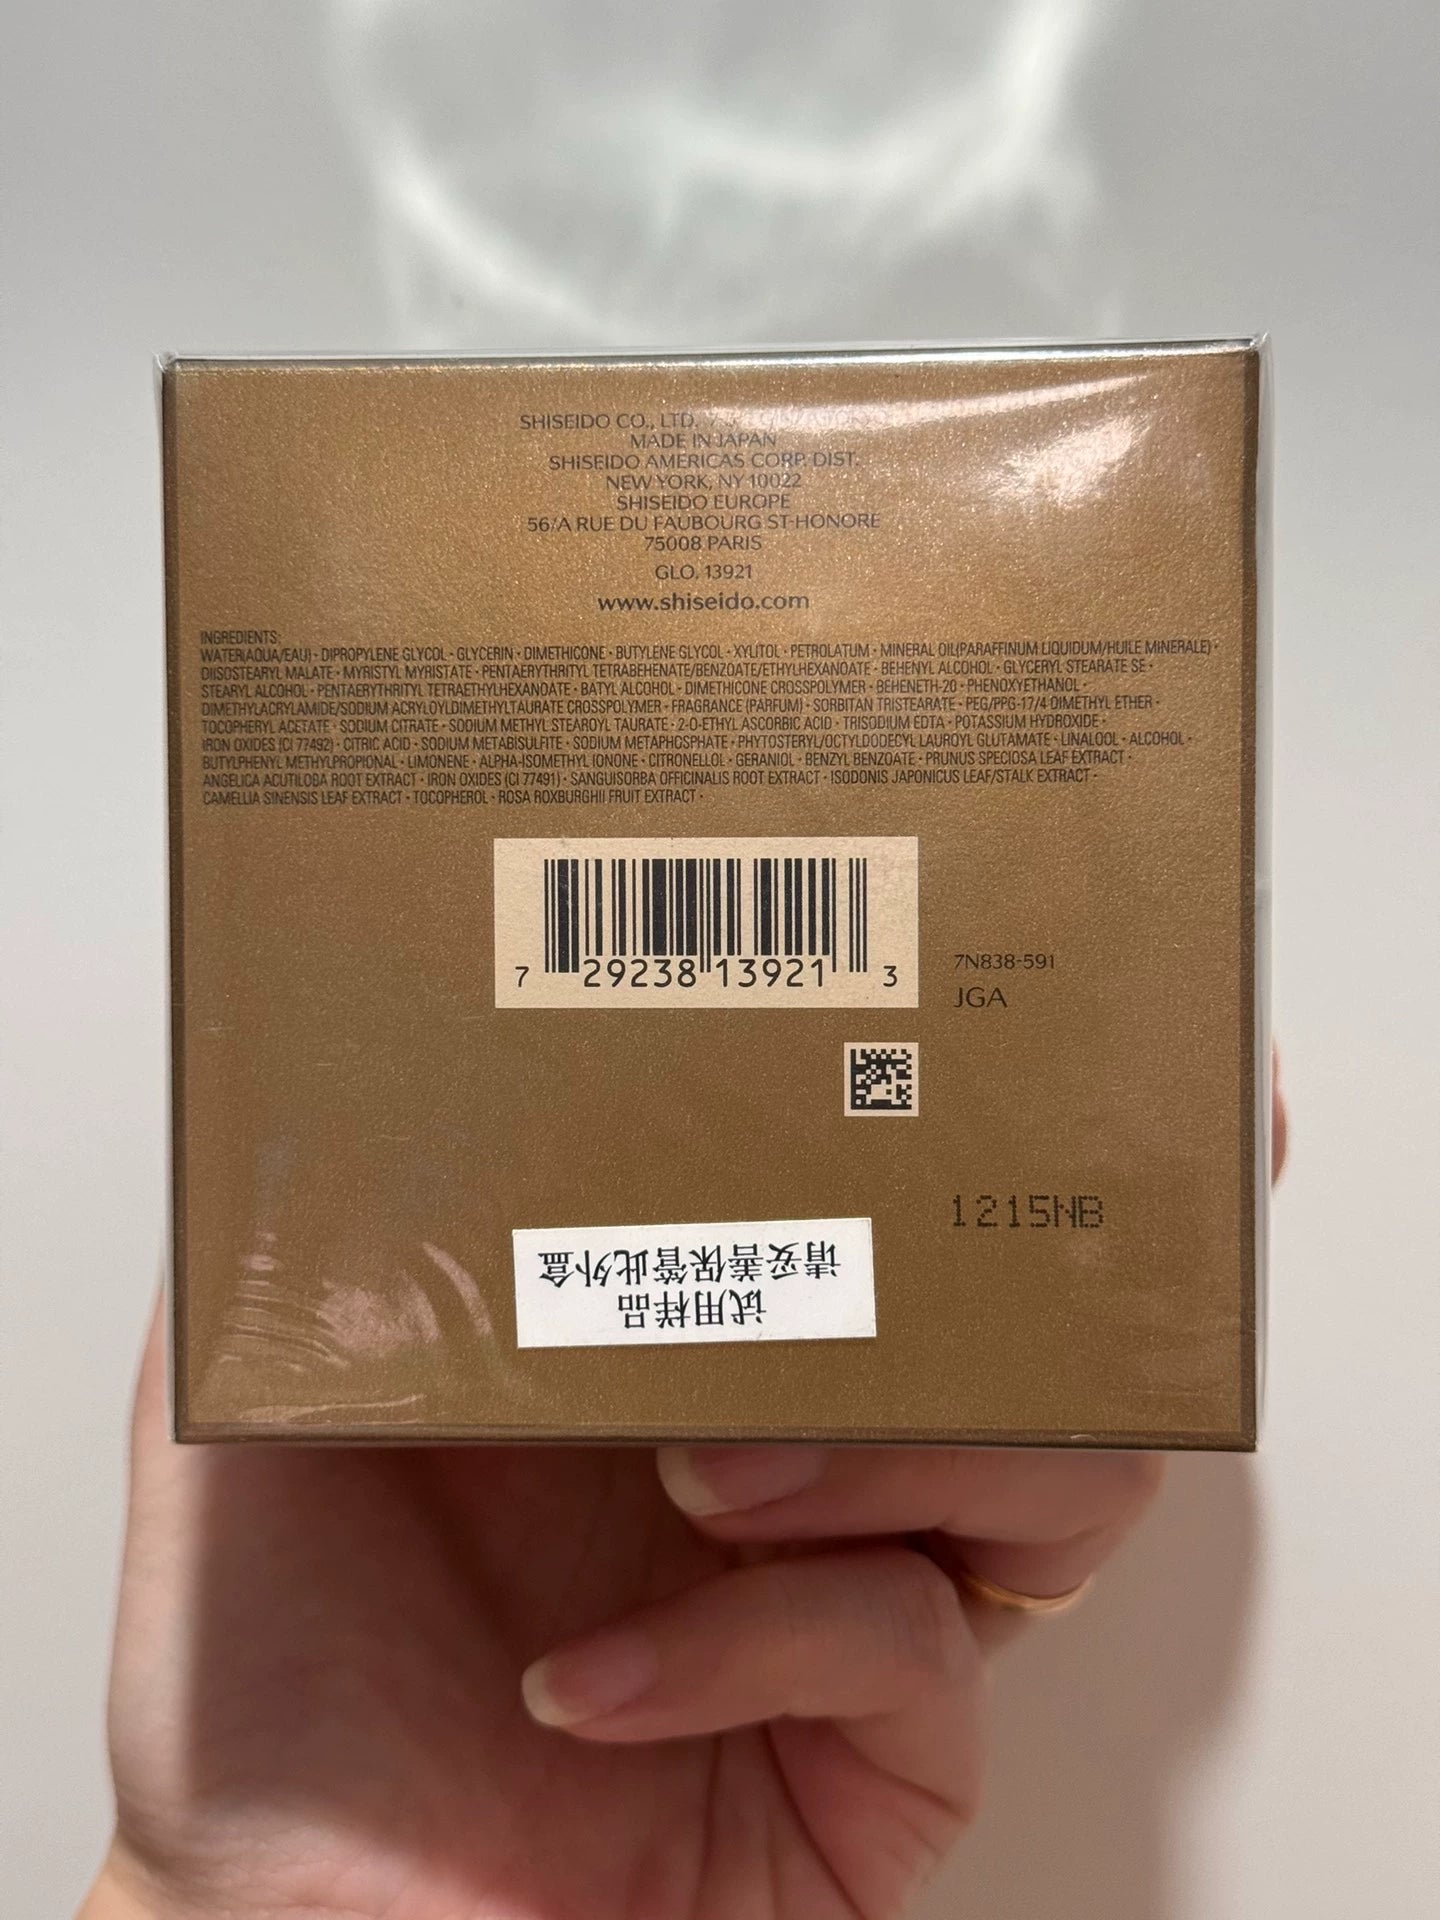 SHISEIDO CO., LTD.
MADE IN JAPAN
SHISEIDO AMERICAS CORP. DIST.
NEW YORK, NY 10022
SHISEIDO EUROPE
56/A RUE DU FAUBOURG ST-HONORE
75008 PARIS
GLO. 13921
www.shiseido.com
INGREDIENTS:
WATER(AQUA/EAU)・DIPROPYLENE GLYCOL・GLYCERIN・DIMETHICONE・BUTYLENE GLYCOL・XYLITOL・PETROLATUM・MINERAL OIL(PARAFFINUM LIQUIDUM/HUILE MINERALE)・
DIISOSTEARYL MALATE・MYRISTYL MYRISTATE・PENTAERYTHRITYL TETRABEHENATE/BENZOATE/ETHYLHEXANOATE・BEHENYL ALCOHOL・GLYCERYL STEARATE SE・
STEARYL ALCOHOL・PENTAERYTHRITYL TETRAETHYLHEXANOATE・BATYL ALCOHOL・DIMETHICONE CROSSPOLYMER・BEHENETH-20・PHENOXYETHANOL・
DIMETHYLACRYLAMIDE/SODIUM ACRYLOYLDIMETHYLTAURATE CROSSPOLYMER・FRAGRANCE (PARFUM)・SORBITAN TRISTEARATE・PEG/PPG-17/4 DIMETHYL ETHER・
TOCOPHERYL ACETATE・SODIUM CITRATE・SODIUM METHYL STEAROYL TAURATE・2-O-ETHYL ASCORBIC ACID・TRISODIUM EDTA・POTASSIUM HYDROXIDE・
IRON OXIDES (CI 77492)・CITRIC ACID・SODIUM METABISULFITE・SODIUM METAPHOSPHATE・PHYTOSTERYL/OCTYLDODECYL LAUROYL GLUTAMATE・LINALOOL・ALCOHOL・
BUTYLPHENYL METHYLPROPIONAL・LIMONENE・ALPHA-ISOMETHYL IONONE・CITRONELLOL・GERANIOL・BENZYL BENZOATE・PRUNUS SPECIOSA LEAF EXTRACT・
ANGELICA ACUTILOBA ROOT EXTRACT・IRON OXIDES (CI 77491)・SANGUISORBA OFFICINALIS ROOT EXTRACT・ISODONIS JAPONICUS LEAF/STALK EXTRACT・
CAMELLIA SINENSIS LEAF EXTRACT・TOCOPHEROL・ROSA ROXBURGHII FRUIT EXTRACT・
7 29238 13921 3
7N838-591
JGA
1215NB
试用样品
请妥善保管此外盒